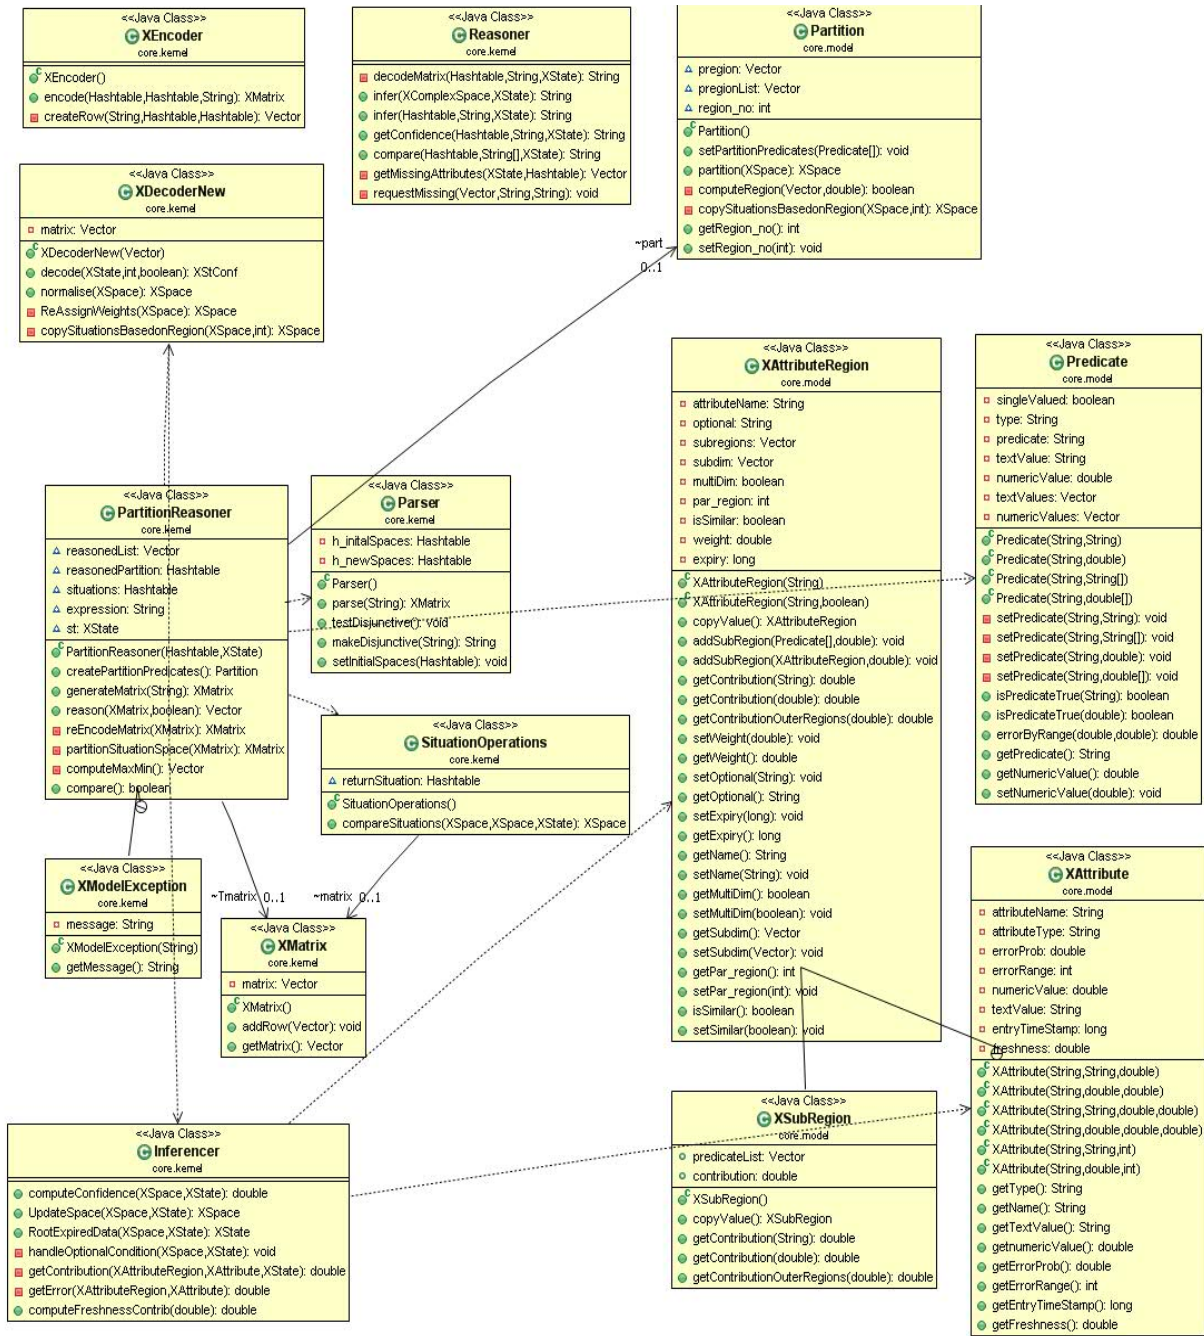 <<Java Class>>
XEncoder
core.kernel
XEncoder()
encode(Hashtable,Hashtable,String): XMatrix
createRow(String,Hashtable,Hashtable): Vector
<<Java Class>>
Reasoner
core.kernel
decodeMatrix(Hashtable,String,XState): String
infer(XComplexSpace,XState): String
infer(Hashtable,String,XState): String
getConfidence(Hashtable,String,XState): String
compare(Hashtable,String[],XState): String
getMissingAttributes(XState,Hashtable): Vector
requestMissing(Vector,String,String): void
<<Java Class>>
Partition
core.model
pregion: Vector
pregionList: Vector
region_no: int
Partition()
setPartitionPredicates(Predicate[]): void
partition(XSpace): XSpace
computeRegion(Vector,double): boolean
copySituationsBasedonRegion(XSpace,int): XSpace
getRegion_no(): int
setRegion_no(int): void
<<Java Class>>
XDecoderNew
core.kernel
matrix: Vector
XDecoderNew(Vector)
decode(XState,int,boolean): XStConf
normalise(XSpace): XSpace
ReAssignWeights(XSpace): XSpace
copySituationsBasedonRegion(XSpace,int): XSpace
~part
0..1
<<Java Class>>
XAttributeRegion
core.model
attributeName: String
optional: String
subregions: Vector
subdim: Vector
multiDim: boolean
par_region: int
isSimilar: boolean
weight: double
expiry: long
XAttributeRegion(String)
XAttributeRegion(String,boolean)
copyValue(): XAttributeRegion
addSubRegion(Predicate[],double): void
addSubRegion(XAttributeRegion,double): void
getContribution(String): double
getContribution(double): double
getContributionOuterRegions(double): double
setWeight(double): void
getWeight(): double
setOptional(String): void
getOptional(): String
setExpiry(long): void
getExpiry(): long
getName(): String
setName(String): void
getMultiDim(): boolean
setMultiDim(boolean): void
getSubdim(): Vector
setSubdim(Vector): void
getPar_region(): int
setPar_region(int): void
isSimilar(): boolean
setSimilar(boolean): void
<<Java Class>>
Predicate
core.model
singleValued: boolean
type: String
predicate: String
textValue: String
numericValue: double
textValues: Vector
numericValues: Vector
Predicate(String,String)
Predicate(String,double)
Predicate(String,String[])
Predicate(String,double[])
setPredicate(String,String): void
setPredicate(String,String[]): void
setPredicate(String,double): void
setPredicate(String,double[]): void
isPredicateTrue(String): boolean
isPredicateTrue(double): boolean
errorByRange(double,double): double
getPredicate(): String
getNumericValue(): double
setNumericValue(double): void
<<Java Class>>
PartitionReasoner
core.kernel
reasonedList: Vector
reasonedPartition: Hashtable
situations: Hashtable
expression: String
st: XState
PartitionReasoner(Hashtable,XState)
createPartitionPredicates(): Partition
generateMatrix(String): XMatrix
reason(XMatrix,boolean): Vector
reEncodeMatrix(XMatrix): XMatrix
partitionSituationSpace(XMatrix): XMatrix
computeMaxMin(): Vector
compare(): boolean
<<Java Class>>
Parser
core.kernel
h_initalSpaces: Hashtable
h_newSpaces: Hashtable
Parser()
parse(String): XMatrix
testDisjunctive(): void
makeDisjunctive(String): String
setInitialSpaces(Hashtable): void
<<Java Class>>
SituationOperations
core.kernel
returnSituation: Hashtable
SituationOperations()
compareSituations(XSpace,XSpace,XState): XSpace
<<Java Class>>
XModelException
core.kernel
message: String
XModelException(String)
getMessage(): String
~Tmatrix 0..1
~matrix 0..1
<<Java Class>>
XMatrix
core.kernel
matrix: Vector
XMatrix()
addRow(Vector): void
getMatrix(): Vector
<<Java Class>>
XAttribute
core.model
attributeName: String
attributeType: String
errorProb: double
errorRange: int
numericValue: double
textValue: String
entryTimeStamp: long
freshness: double
XAttribute(String,String,double)
XAttribute(String,double,double)
XAttribute(String,String,double,double)
XAttribute(String,double,double,double)
XAttribute(String,String,int)
XAttribute(String,double,int)
getType(): String
getName(): String
getTextValue(): String
getnumericValue(): double
getErrorProb(): double
getErrorRange(): int
getEntryTimeStamp(): long
getFreshness(): double
<<Java Class>>
Inferencer
core.kernel
computeConfidence(XSpace,XState): double
UpdateSpace(XSpace,XState): XSpace
RootExpiredData(XSpace,XState): XState
handleOptionalCondition(XSpace,XState): void
getContribution(XAttributeRegion,XAttribute,XState): double
getError(XAttributeRegion,XAttribute): double
computeFreshnessContrib(double): double
<<Java Class>>
XSubRegion
core.model
predicateList: Vector
contribution: double
XSubRegion()
copyValue(): XSubRegion
getContribution(String): double
getContribution(double): double
getContributionOuterRegions(double): double